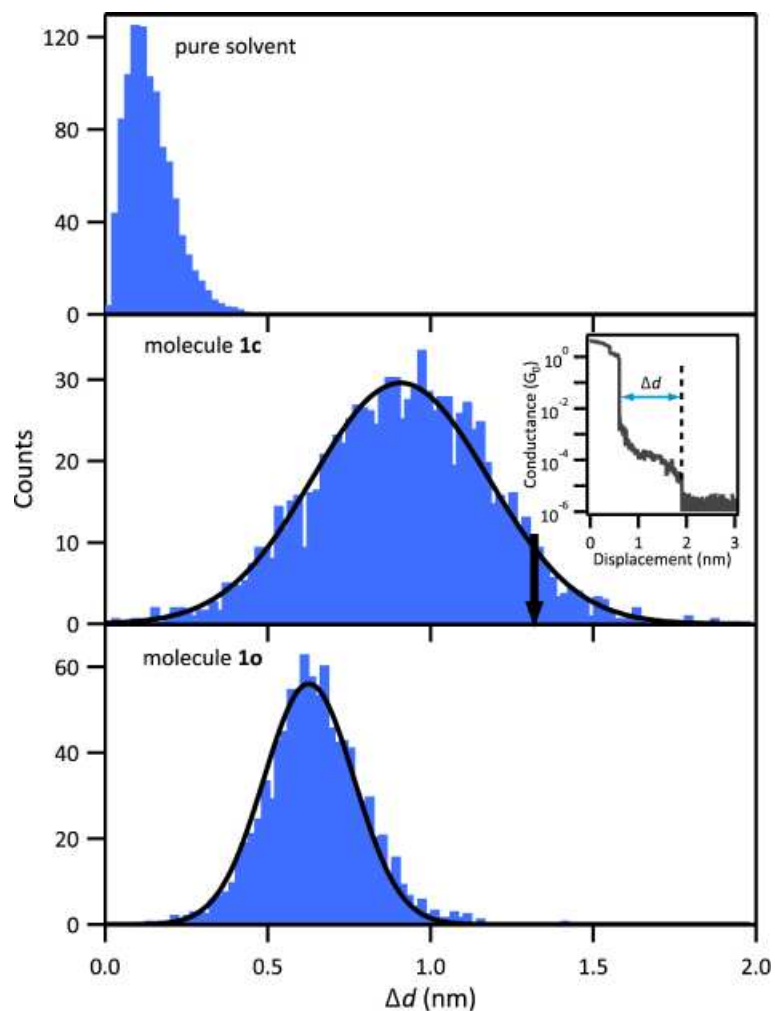 pure solvent
120
80
40
0
molecule 1c
30
20
10
0
Counts
Δd
Conductance (G₀)
10⁰
10⁻²
10⁻⁴
10⁻⁶
0 1 2 3
Displacement (nm)
molecule 1o
60
40
20
0
0.0 0.5 1.0 1.5 2.0
Δd (nm)